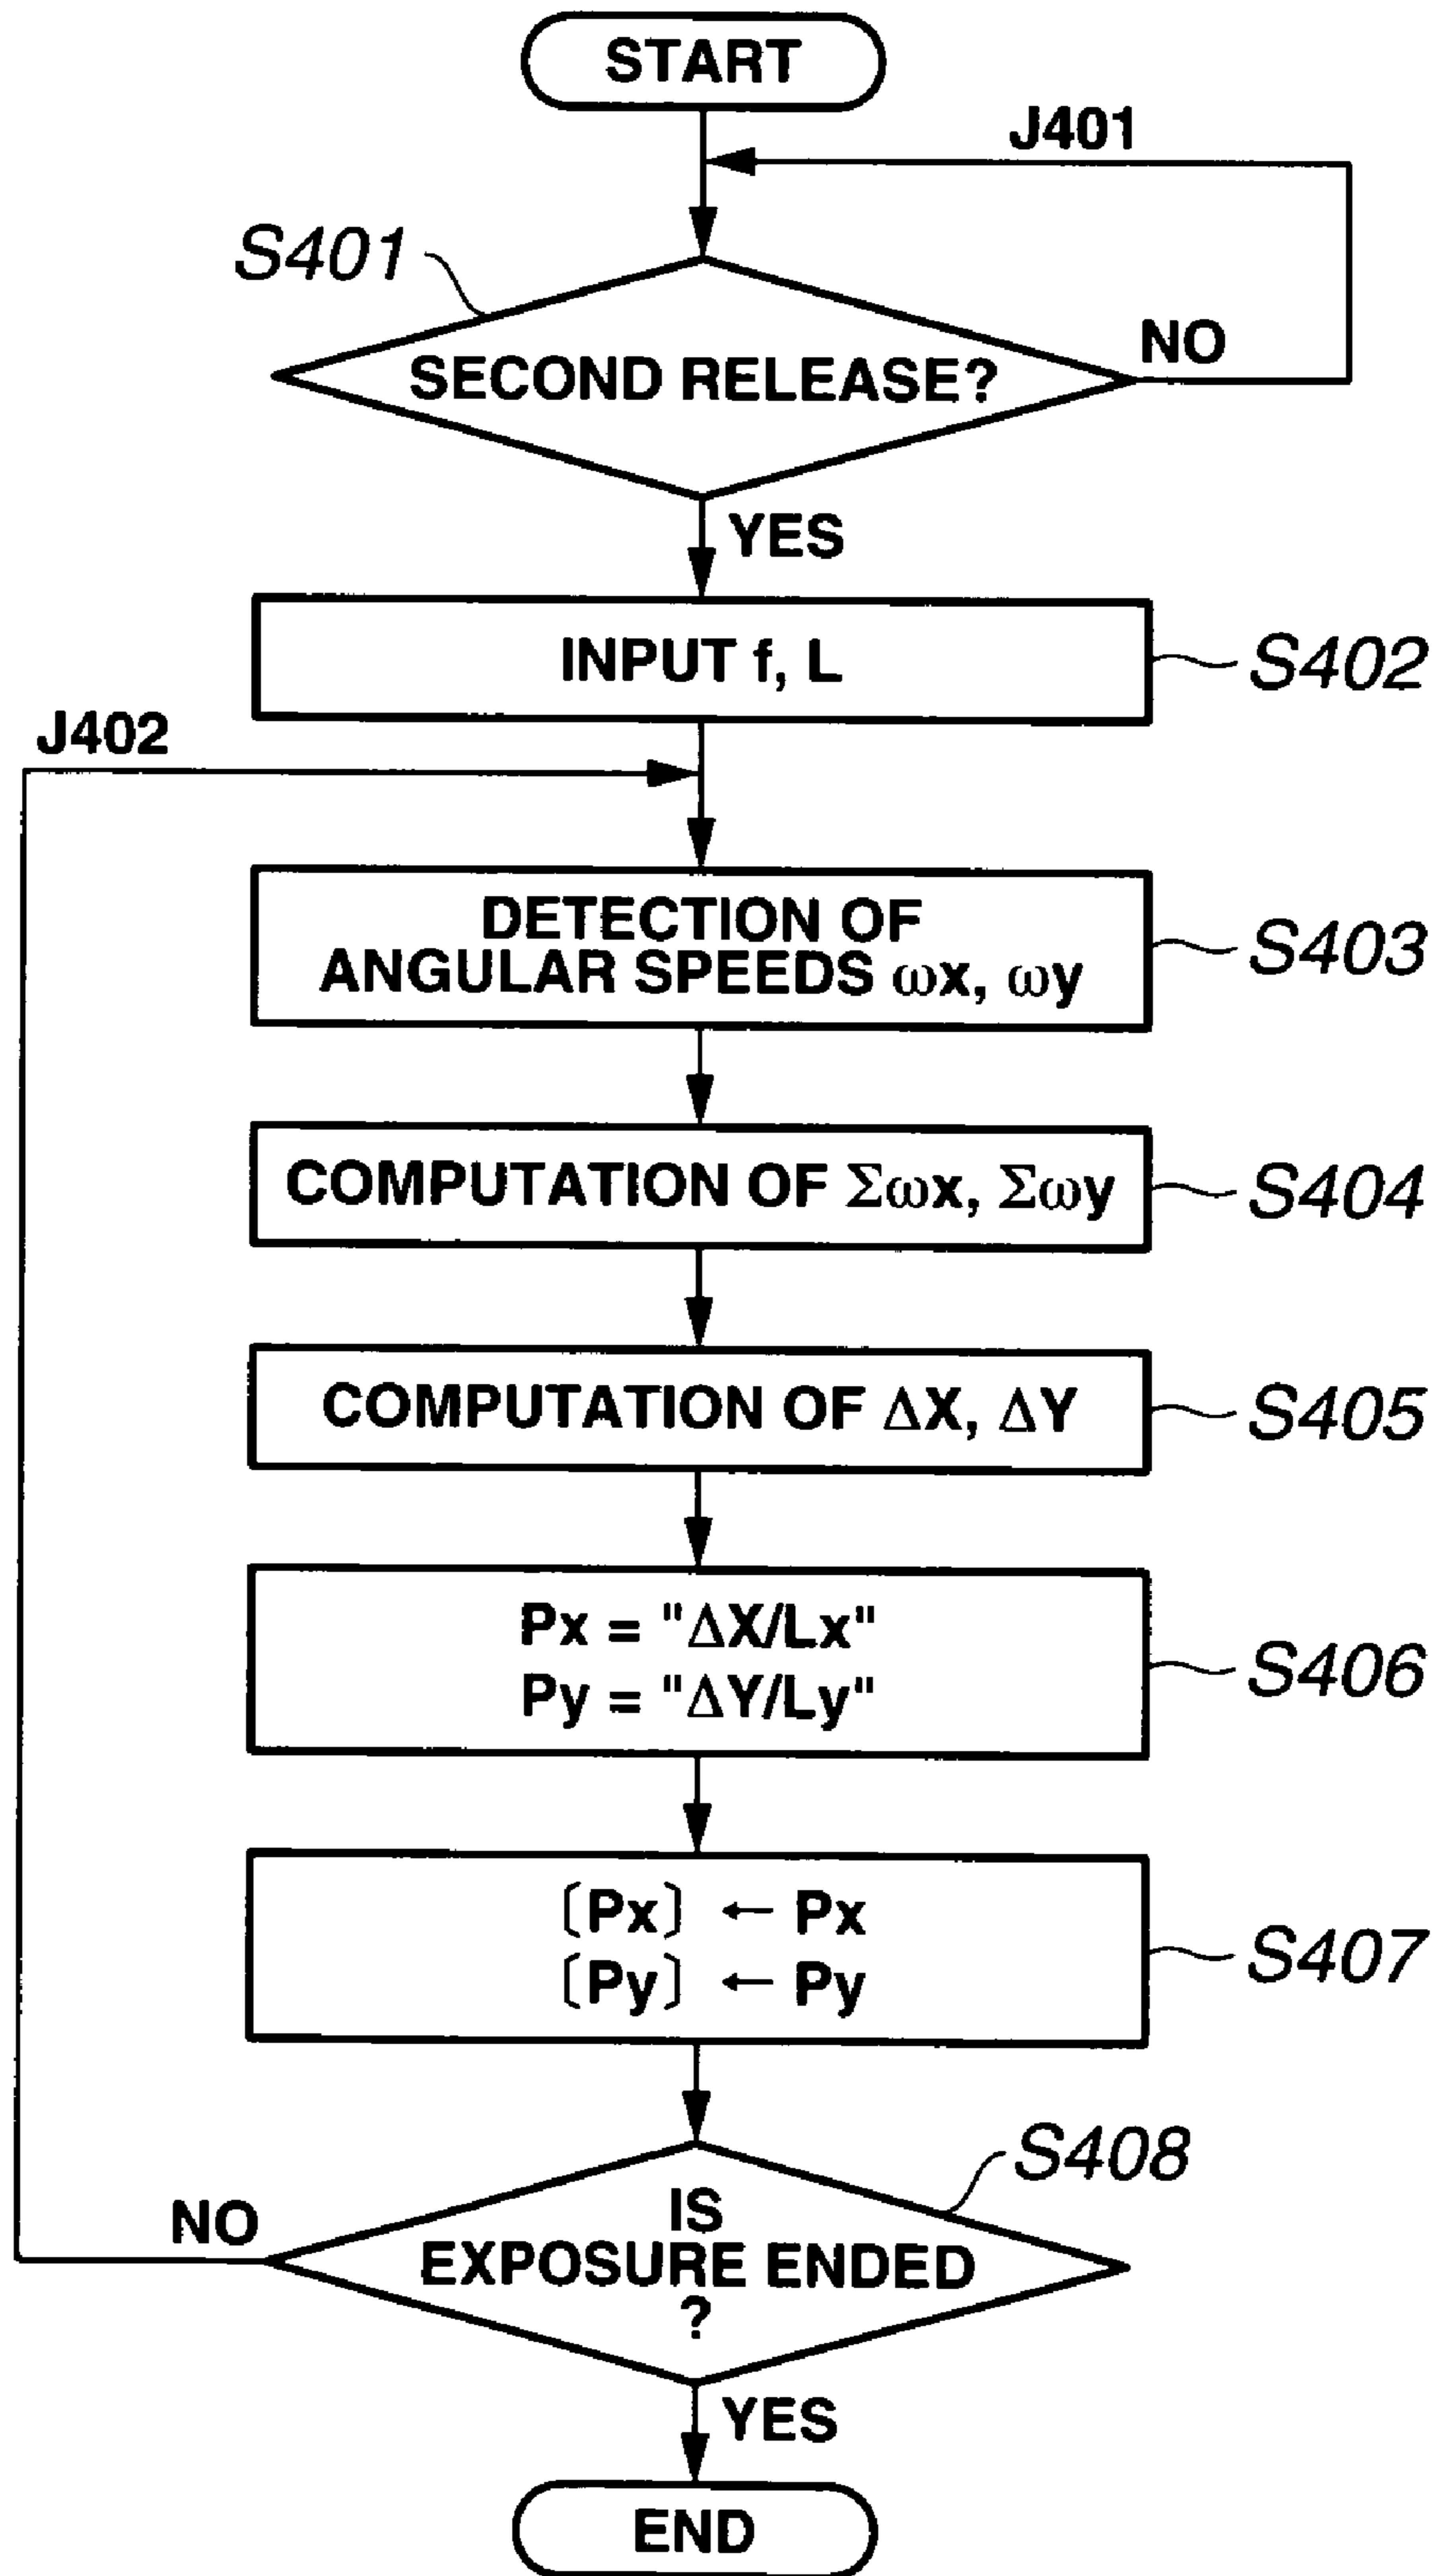 START
J401
S401
SECOND RELEASE?
NO
YES
INPUT f, L
S402
J402
DETECTION OF
ANGULAR SPEEDS ωx, ωy
S403
COMPUTATION OF Σωx, Σωy
S404
COMPUTATION OF ΔX, ΔY
S405
Px = "ΔX/Lx"
Py = "ΔY/Ly"
S406
〔Px〕 ← Px
〔Py〕 ← Py
S407
S408
NO
IS
EXPOSURE ENDED
?
YES
END